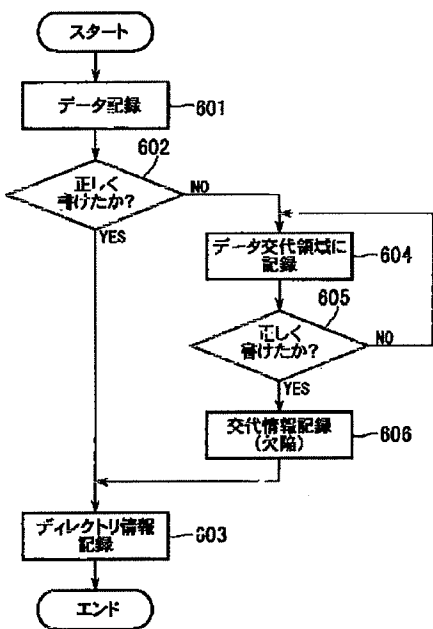 スタート
データ記録
601
602
正しく
書けたか?
NO
YES
データ交代領域に
記録
604
605
正しく
書けたか?
NO
YES
交代情報記録
(欠陥)
606
ディレクトリ情報
記録
603
エンド